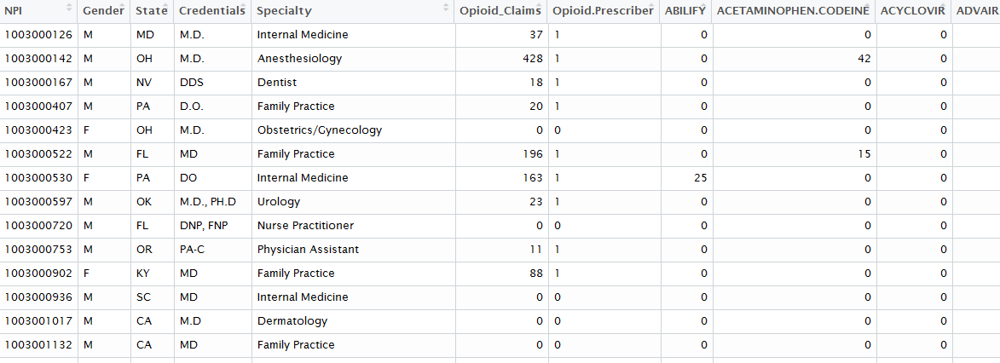 NPI Gender State Credentials Specialty Opioid_Claims Opioid.Prescriber ABILIFY ACETAMINOPHEN.CODEINE ACYCLOVIR ADVAIR
1003000126 M MD M.D. Internal Medicine 37 1 0 0 0
1003000142 M OH M.D. Anesthesiology 428 1 0 42 0
1003000167 M NV DDS Dentist 18 1 0 0 0
1003000407 M PA D.O. Family Practice 20 1 0 0 0
1003000423 F OH M.D. Obstetrics/Gynecology 0 0 0 0 0
1003000522 M FL MD Family Practice 196 1 0 15 0
1003000530 F PA DO Internal Medicine 163 1 25 0 0
1003000597 M OK M.D., PH.D Urology 23 1 0 0 0
1003000720 M FL DNP, FNP Nurse Practitioner 0 0 0 0 0
1003000753 M OR PA-C Physician Assistant 11 1 0 0 0
1003000902 F KY MD Family Practice 88 1 0 0 0
1003000936 M SC MD Internal Medicine 0 0 0 0 0
1003001017 M CA M.D Dermatology 0 0 0 0 0
1003001132 M CA MD Family Practice 0 0 0 0 0